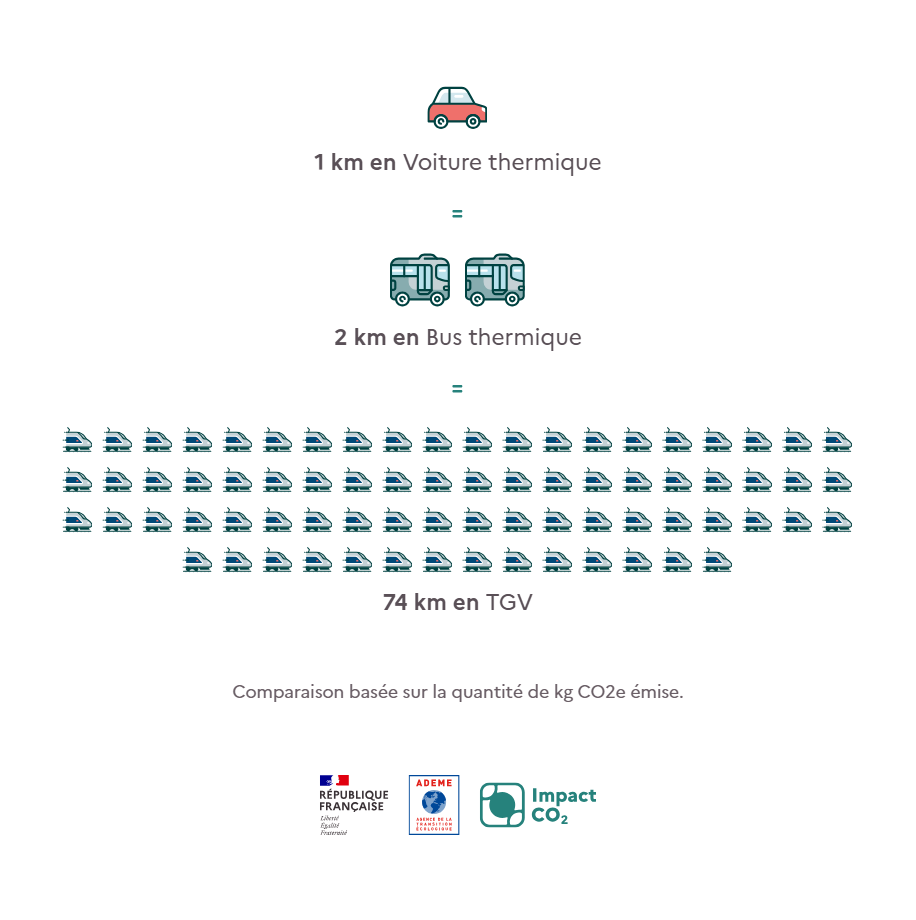 1 km en Voiture thermique
=
2 km en Bus thermique
=
74 km en TGV
Comparaison basée sur la quantité de kg CO2e émise.
RÉPUBLIQUE
FRANÇAISE
Liberté
Égalité
Fraternité
ADEME
AGENCE DE LA
TRANSITION
ÉCOLOGIQUE
Impact
CO₂